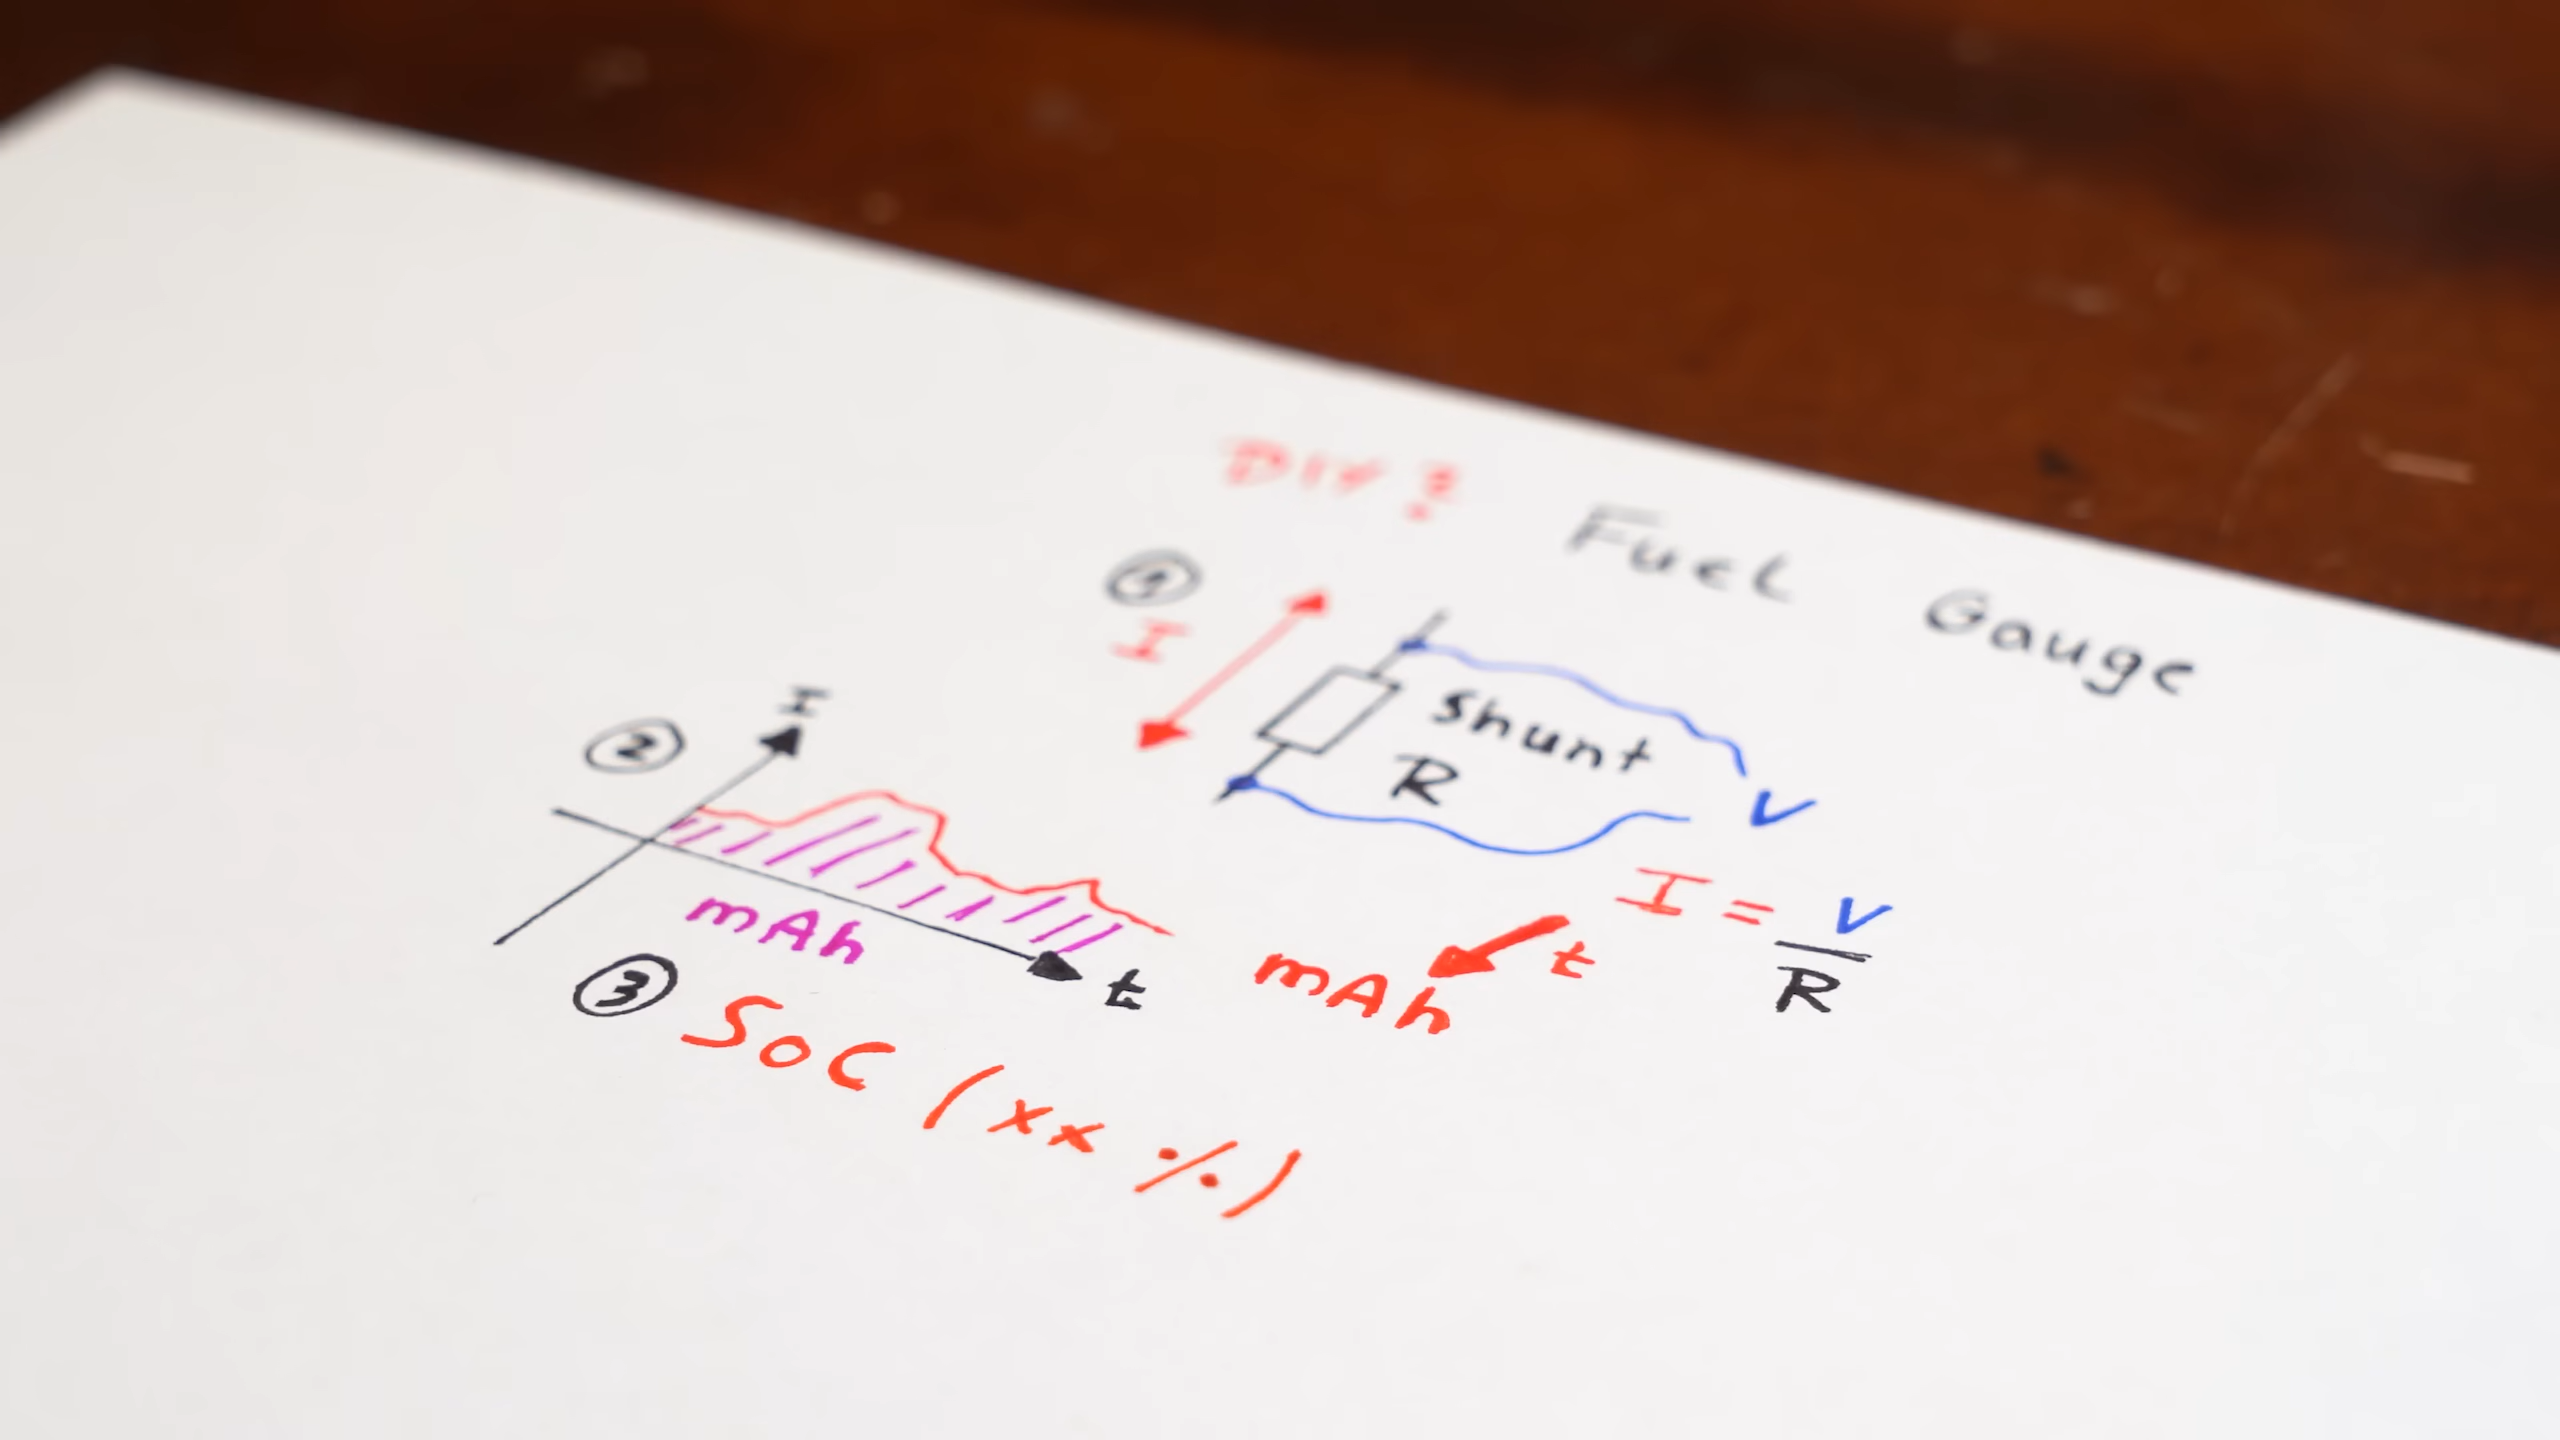 DIY? Fuel Gauge
①
I
Shunt
R
V
I = V/R
t
mAh
②
I
mAh
t
③ SoC (xx %)